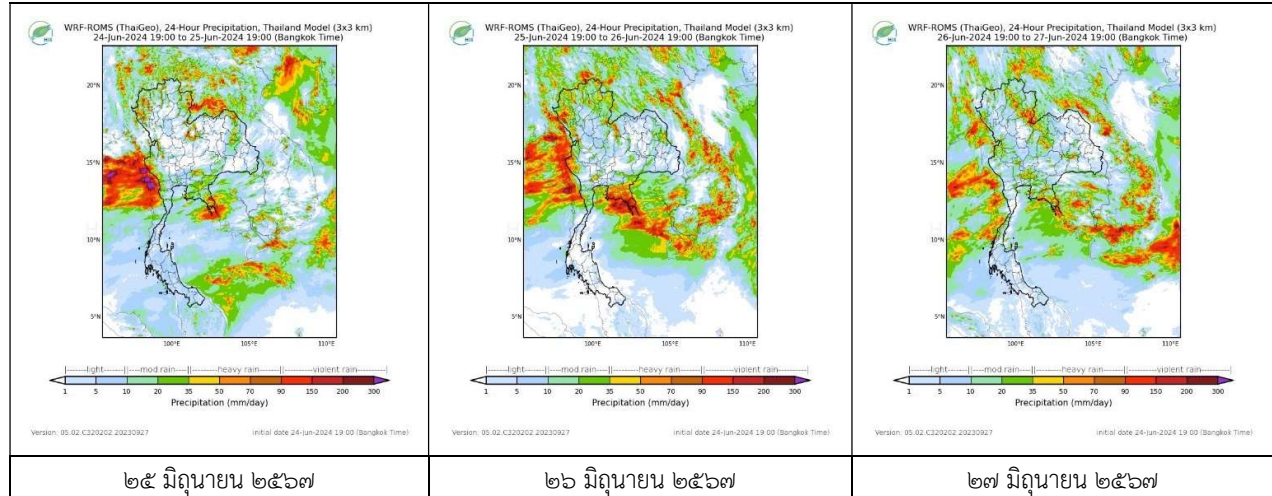 WRF-ROMS (ThaiGeo), 24-Hour Precipitation, Thailand Model (3x3 km)
24-Jun-2024 19:00 to 25-Jun-2024 19:00 (Bangkok Time)
20°N
15°N
10°N
5°N
100°E 105°E 110°E
light mod rain heavy rain violent rain
1 5 10 20 35 50 70 90 150 200 300
Precipitation (mm/day)
Version: 05.02.C320202.20230927 initial date 24-Jun-2024 19:00 (Bangkok Time)
๒๕ มิถุนายน ๒๕๖๗
WRF-ROMS (ThaiGeo), 24-Hour Precipitation, Thailand Model (3x3 km)
25-Jun-2024 19:00 to 26-Jun-2024 19:00 (Bangkok Time)
20°N
15°N
10°N
5°N
100°E 105°E 110°E
light mod rain heavy rain violent rain
1 5 10 20 35 50 70 90 150 200 300
Precipitation (mm/day)
Version: 05.02.C320202.20230927 initial date 24-Jun-2024 19:00 (Bangkok Time)
๒๖ มิถุนายน ๒๕๖๗
WRF-ROMS (ThaiGeo), 24-Hour Precipitation, Thailand Model (3x3 km)
26-Jun-2024 19:00 to 27-Jun-2024 19:00 (Bangkok Time)
20°N
15°N
10°N
5°N
100°E 105°E 110°E
light mod rain heavy rain violent rain
1 5 10 20 35 50 70 90 150 200 300
Precipitation (mm/day)
Version: 05.02.C320202.20230927 initial date 24-Jun-2024 19:00 (Bangkok Time)
๒๗ มิถุนายน ๒๕๖๗